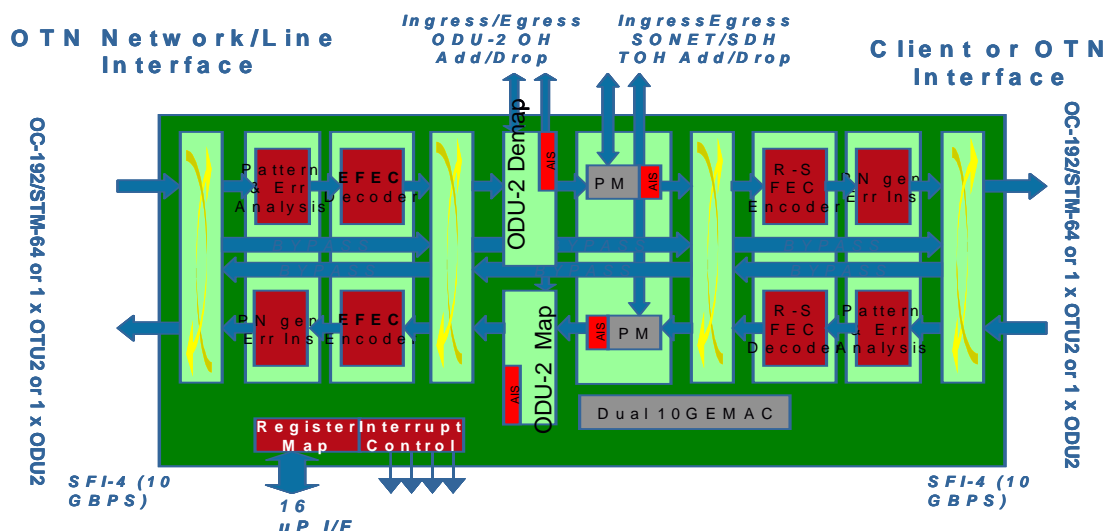 OTN Network/Line
Interface
Ingress/Egress
ODU-2 OH
Add/Drop
IngressEgress
SONET/SDH
TOH Add/Drop
Client or OTN
Interface
OC-192/STM-64 or 1 x OTU2 or 1 x ODU2
Pattern
& Err
Analysis
EFEC
Decoder
ODU-2 Demap
AIS
PM
AIS
R-S
FEC
Encoder
PN gen
Err Ins
OC-192/STM-64 or 1 x OTU2 or 1 x ODU2
PN gen
Err Ins
EFEC
Encoder
ODU-2 Map
AIS
AIS
PM
R-S
FEC
Decoder
Pattern
& Err
Analysis
Dual 10GEMAC
Register
Map
Interrupt
Control
SFI-4 (10
GBPS)
16
uP I/F
SFI-4 (10
GBPS)